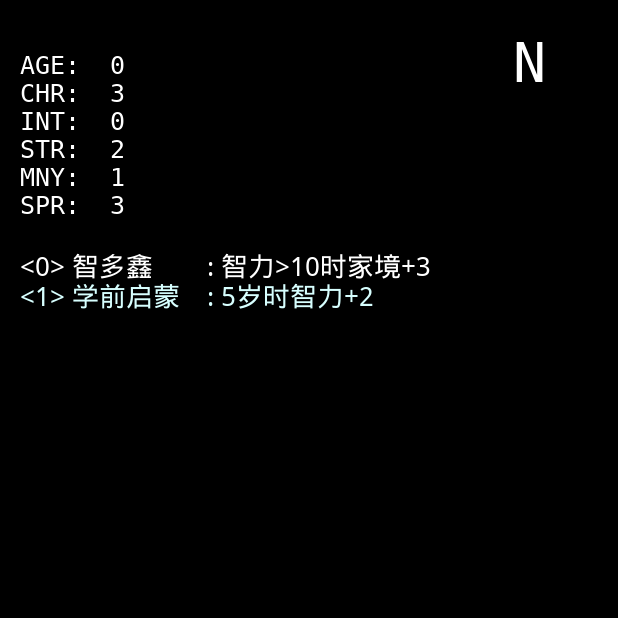 N
AGE: 0
CHR: 3
INT: 0
STR: 2
MNY: 1
SPR: 3
<0> 智多鑫 : 智力>10时家境+3
<1> 学前启蒙 : 5岁时智力+2